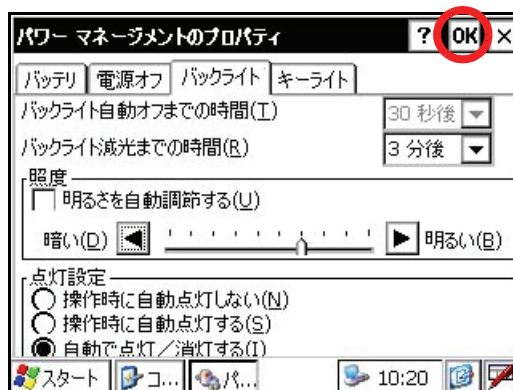 パワー マネージメントのプロパティ ? OK ×
バッテリ 電源オフ バックライト キーライト
バックライト自動オフまでの時間(T) 30 秒後
バックライト減光までの時間(R) 3 分後
照度
明るさを自動調節する(U)
暗い(D) 明るい(B)
点灯設定
操作時に自動点灯しない(N)
操作時に自動点灯する(S)
自動で点灯／消灯する(I)
スタート コ... パ... 10:20